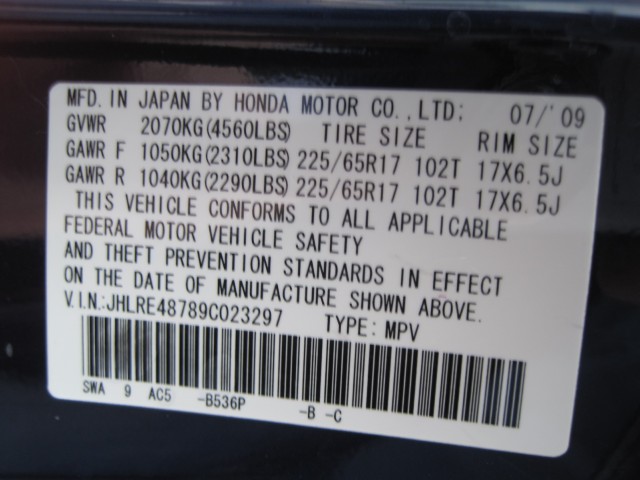 MFD. IN JAPAN BY HONDA MOTOR CO., LTD: 07/'09
GVWR 2070KG(4560LBS) TIRE SIZE RIM SIZE
GAWR F 1050KG(2310LBS) 225/65R17 102T 17X6.5J
GAWR R 1040KG(2290LBS) 225/65R17 102T 17X6.5J
THIS VEHICLE CONFORMS TO ALL APPLICABLE
FEDERAL MOTOR VEHICLE SAFETY
AND THEFT PREVENTION STANDARDS IN EFFECT
ON THE DATE OF MANUFACTURE SHOWN ABOVE.
V.I.N.:JHLRE48789C023297 TYPE: MPV
SWA 9 AC5 -B536P -B -C